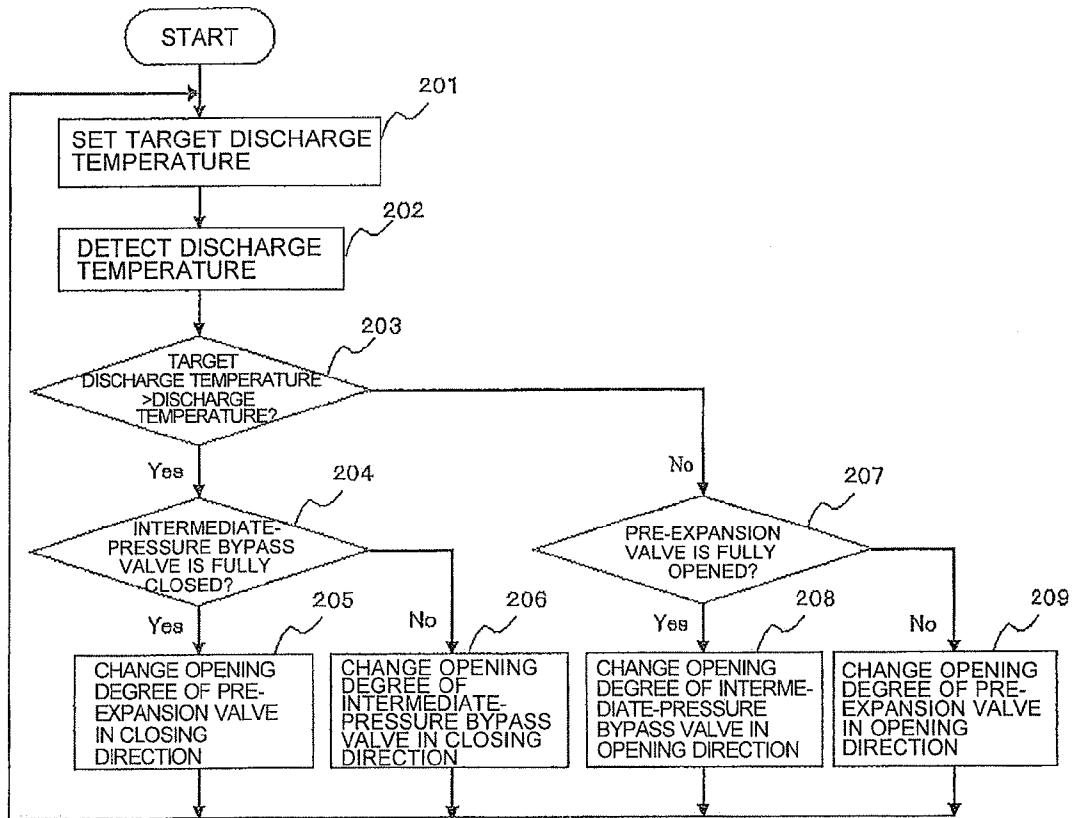 START
201
SET TARGET DISCHARGE
TEMPERATURE
202
DETECT DISCHARGE
TEMPERATURE
203
TARGET
DISCHARGE TEMPERATURE
>DISCHARGE
TEMPERATURE?
Yes
No
204
INTERMEDIATE-
PRESSURE BYPASS
VALVE IS FULLY
CLOSED?
207
PRE-EXPANSION
VALVE IS FULLY
OPENED?
Yes
205
No
206
Yes
208
No
209
CHANGE OPENING
DEGREE OF PRE-
EXPANSION VALVE
IN CLOSING
DIRECTION
CHANGE OPENING
DEGREE OF
INTERMEDIATE-
PRESSURE BYPASS
VALVE IN CLOSING
DIRECTION
CHANGE OPENING
DEGREE OF INTERME-
DIATE-PRESSURE
BYPASS VALVE IN
OPENING DIRECTION
CHANGE OPENING
DEGREE OF PRE-
EXPANSION VALVE
IN OPENING
DIRECTION